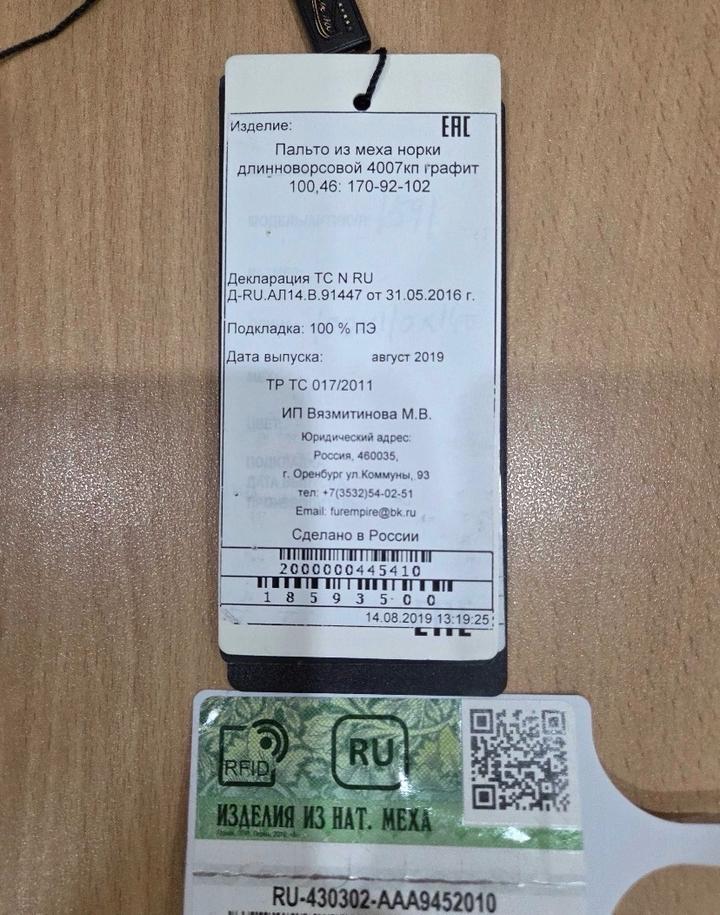 Изделие:
EAC
Пальто из меха норки
длинноворсовой 4007кп графит
100,46: 170-92-102
Декларация ТС N RU
Д-RU.АЛ14.В.91447 от 31.05.2016 г.
Подкладка: 100 % ПЭ
Дата выпуска: август 2019
ТР ТС 017/2011
ИП Вязмитинова М.В.
Юридический адрес:
Россия, 460035,
г. Оренбург ул.Коммуны, 93
тел: +7(3532)54-02-51
Email: furempire@bk.ru
Сделано в России
2000000445410
18593500
14.08.2019 13:19:25
RFID
RU
ИЗДЕЛИЯ ИЗ НАТ. МЕХА
RU-430302-AAA9452010